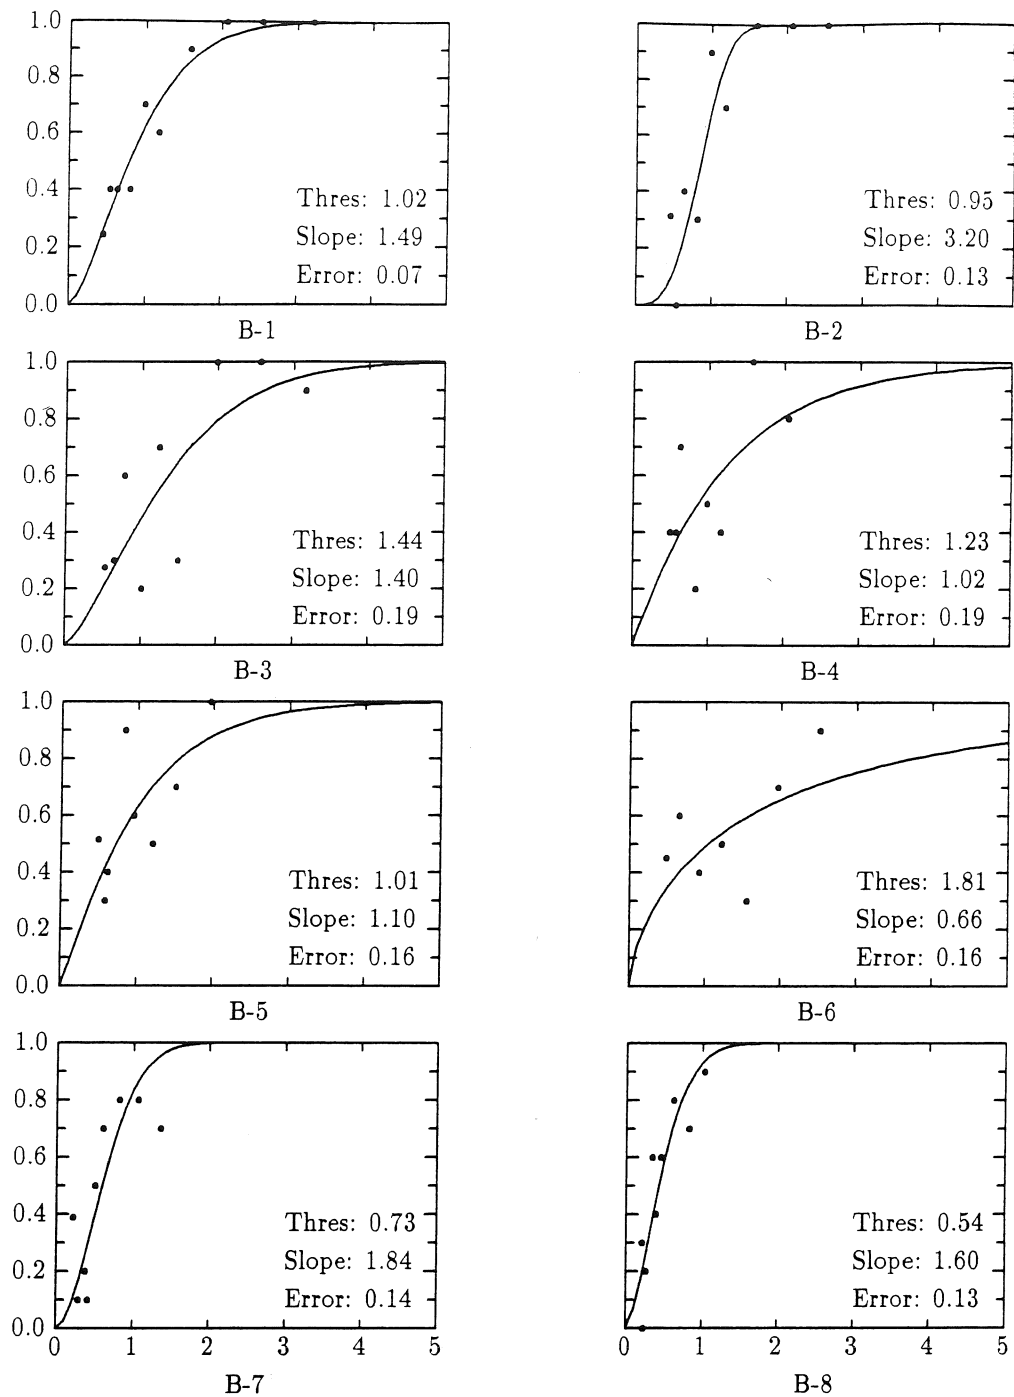 1.0
0.8
0.6
0.4
0.2
0.0
Thres: 1.02
Slope: 1.49
Error: 0.07
B-1
Thres: 0.95
Slope: 3.20
Error: 0.13
B-2
1.0
0.8
0.6
0.4
0.2
0.0
Thres: 1.44
Slope: 1.40
Error: 0.19
B-3
Thres: 1.23
Slope: 1.02
Error: 0.19
B-4
1.0
0.8
0.6
0.4
0.2
0.0
Thres: 1.01
Slope: 1.10
Error: 0.16
B-5
Thres: 1.81
Slope: 0.66
Error: 0.16
B-6
1.0
0.8
0.6
0.4
0.2
0.0
Thres: 0.73
Slope: 1.84
Error: 0.14
0 1 2 3 4 5
B-7
Thres: 0.54
Slope: 1.60
Error: 0.13
0 1 2 3 4 5
B-8